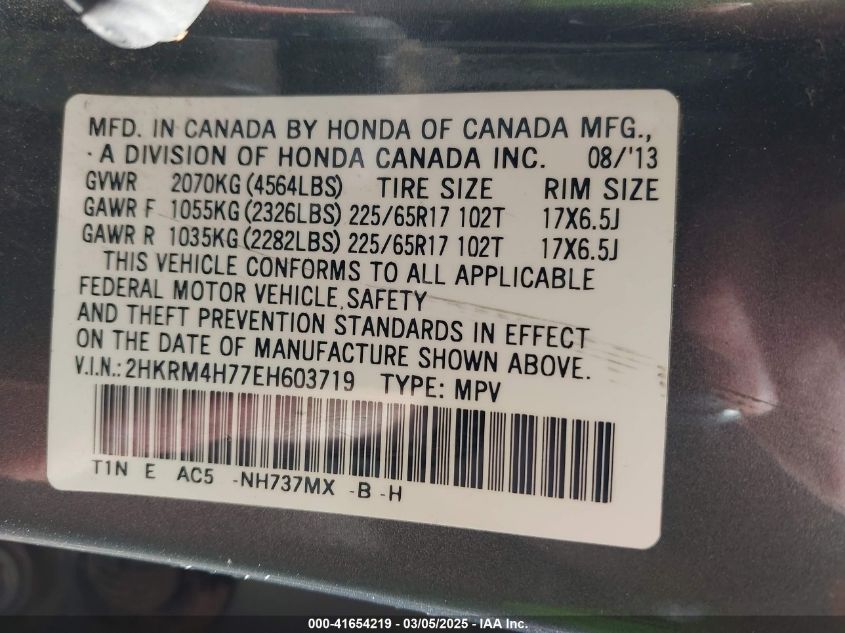 MFD. IN CANADA BY HONDA OF CANADA MFG.,
A DIVISION OF HONDA CANADA INC. 08/'13
GVWR 2070KG (4564LBS) TIRE SIZE RIM SIZE
GAWR F 1055KG (2326LBS) 225/65R17 102T 17X6.5J
GAWR R 1035KG (2282LBS) 225/65R17 102T 17X6.5J
THIS VEHICLE CONFORMS TO ALL APPLICABLE
FEDERAL MOTOR VEHICLE SAFETY
AND THEFT PREVENTION STANDARDS IN EFFECT
ON THE DATE OF MANUFACTURE SHOWN ABOVE.
V.I.N.: 2HKRM4H77EH603719 TYPE: MPV
T1N E AC5 -NH737MX -B -H
000-41654219 - 03/05/2025 - IAA Inc.